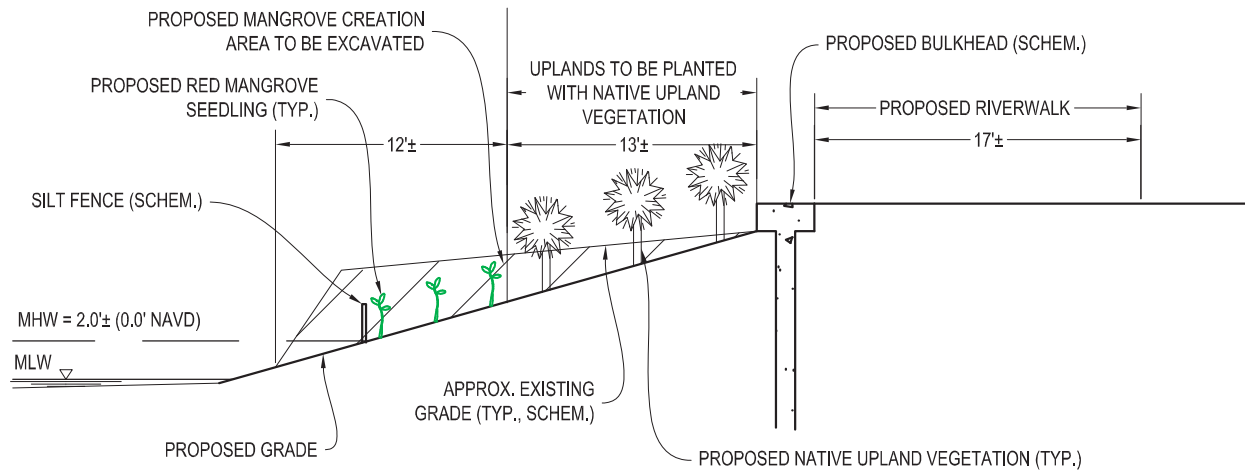 PROPOSED MANGROVE CREATION
AREA TO BE EXCAVATED
PROPOSED BULKHEAD (SCHEM.)
UPLANDS TO BE PLANTED
WITH NATIVE UPLAND
VEGETATION
PROPOSED RED MANGROVE
SEEDLING (TYP.)
PROPOSED RIVERWALK
12'±
13'±
17'±
SILT FENCE (SCHEM.)
MHW = 2.0'± (0.0' NAVD)
MLW
APPROX. EXISTING
GRADE (TYP., SCHEM.)
PROPOSED GRADE
PROPOSED NATIVE UPLAND VEGETATION (TYP.)